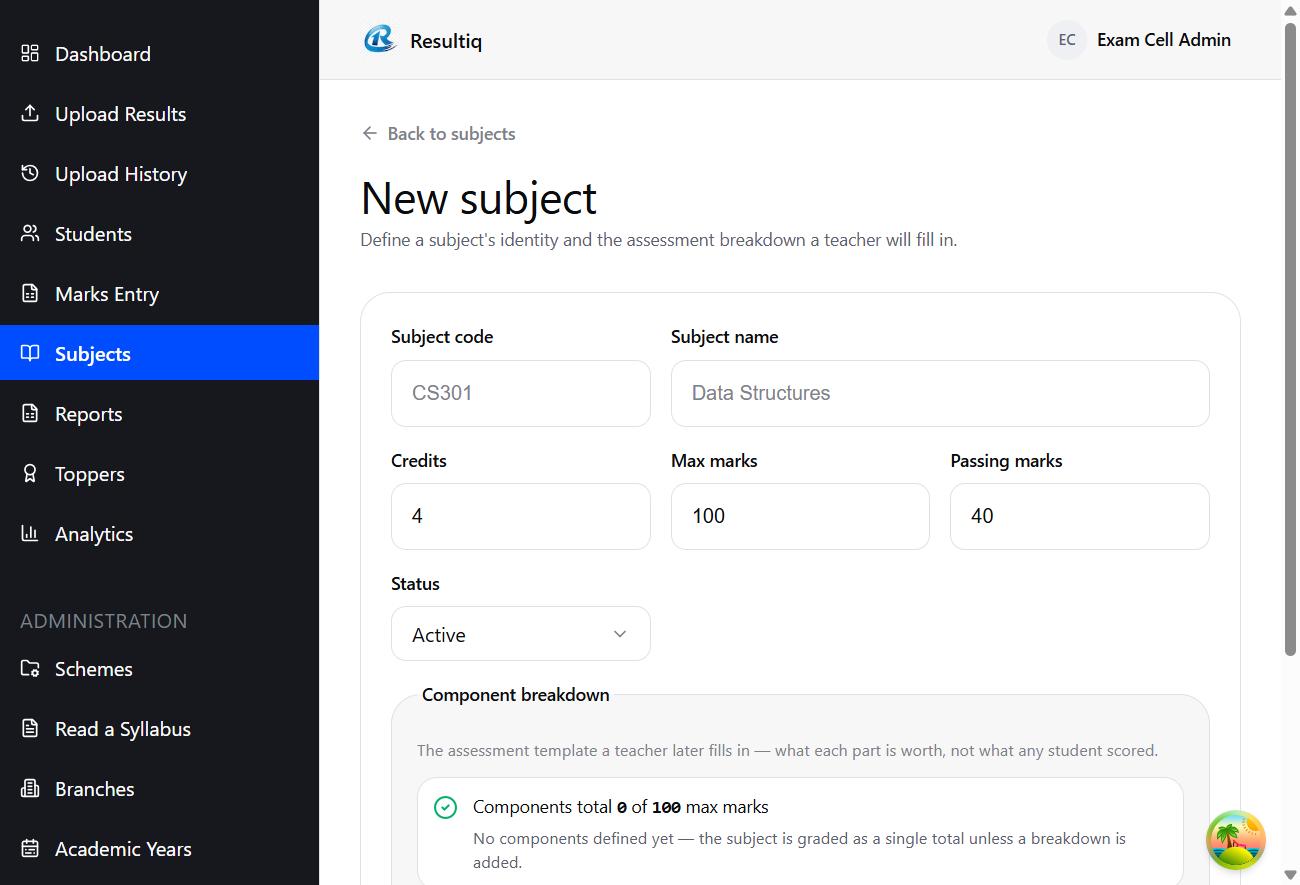 Dashboard
Upload Results
Upload History
Students
Marks Entry
Subjects
Reports
Toppers
Analytics
ADMINISTRATION
Schemes
Read a Syllabus
Branches
Academic Years
Resultiq
EC
Exam Cell Admin
Back to subjects
New subject
Define a subject's identity and the assessment breakdown a teacher will fill in.
Subject code
Subject name
CS301
Data Structures
Credits
Max marks
Passing marks
4
100
40
Status
Active
Component breakdown
The assessment template a teacher later fills in — what each part is worth, not what any student scored.
Components total 0 of 100 max marks
No components defined yet — the subject is graded as a single total unless a breakdown is
added.